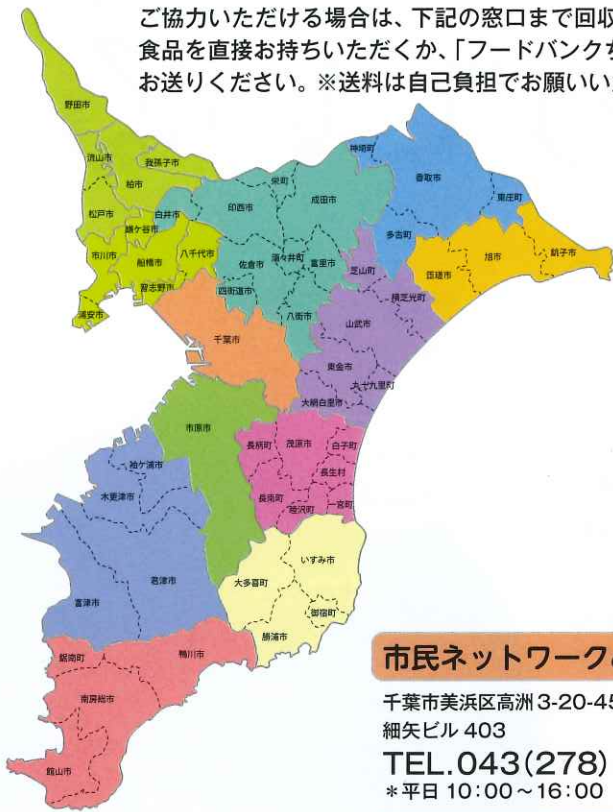 ご協力いただける場合は、下記の窓口まで回収
食品を直接お持ちいただくか、「フードバンクち
お送りください。※送料は自己負担でお願いい
野田市
流山市
我孫子市
柏市
松戸市
鎌ケ谷市
白井市
市川市
船橋市
八千代市
習志野市
浦安市
印西市
栄町
成田市
佐倉市
酒々井町
富里市
四街道市
八街市
神崎町
香取市
東庄町
多古町
匝瑳市
旭市
銚子市
芝山町
横芝光町
山武市
東金市
九十九里町
大網白里市
千葉市
市原市
長柄町
茂原市
白子町
長生村
長南町
睦沢町
一宮町
袖ケ浦市
木更津市
君津市
富津市
大多喜町
いすみ市
御宿町
勝浦市
鋸南町
鴨川市
南房総市
館山市
市民ネットワーク
千葉市美浜区高洲3-20-45
細矢ビル 403
TEL.043(278)
*平日 10:00～16:00